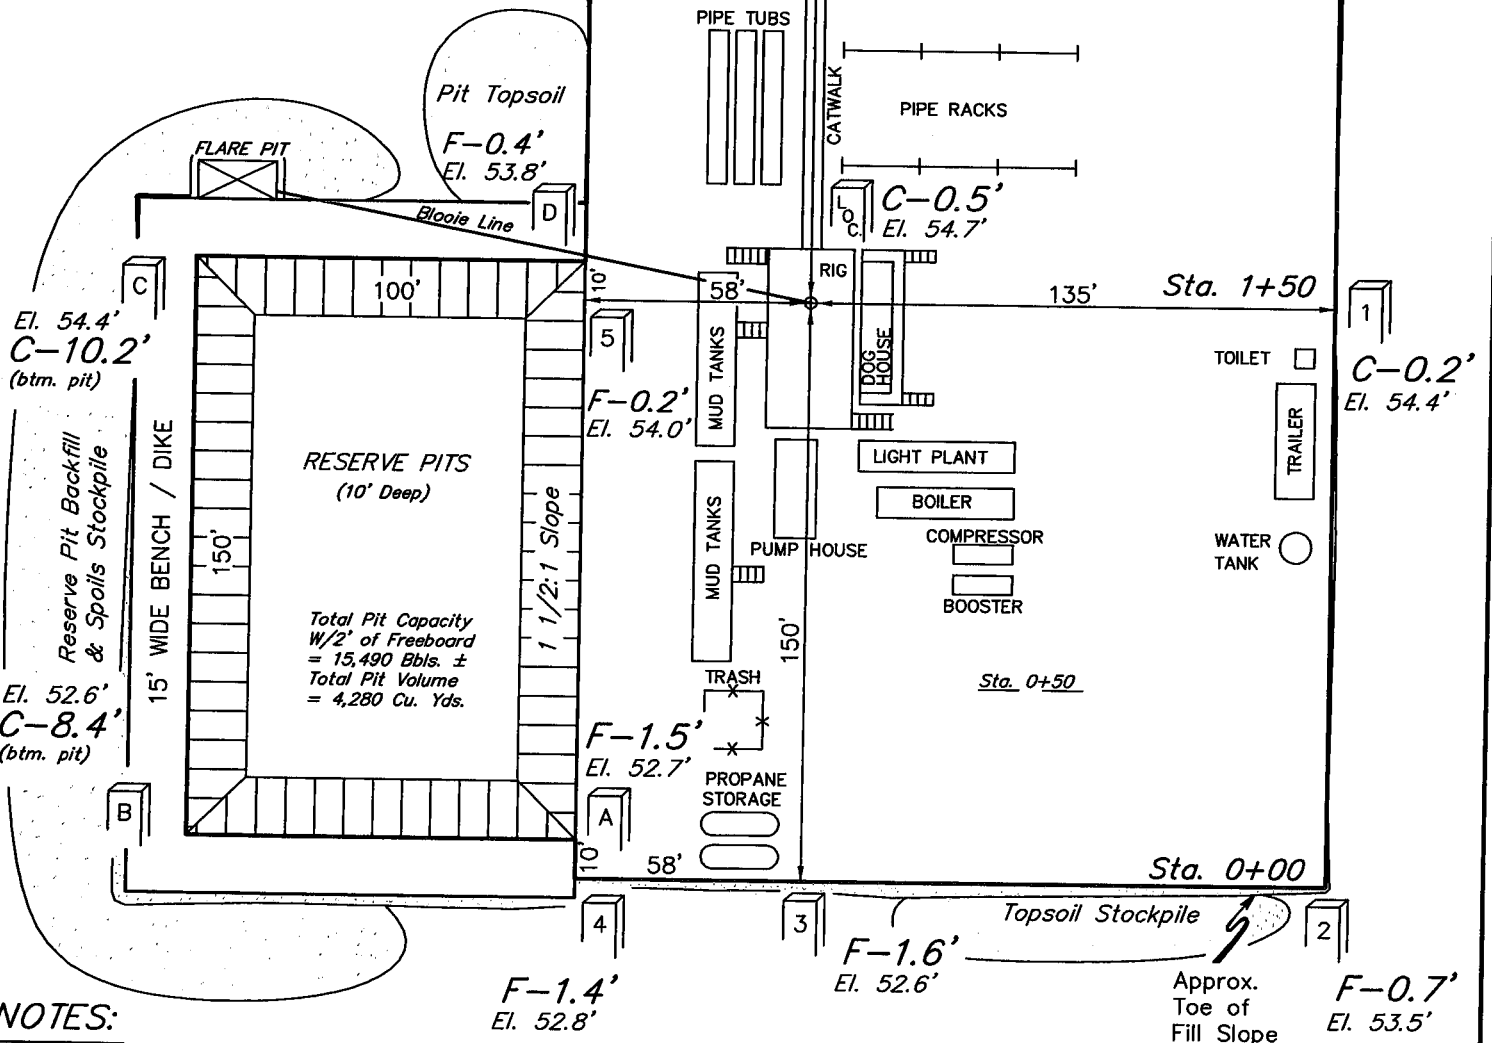 PIPE TUBS
CATWALK
PIPE RACKS
Pit Topsoil
F-0.4'
El. 53.8'
FLARE PIT
D
Blooie Line
LOC.
C-0.5'
El. 54.7'
C
El. 54.4'
C-10.2'
(btm. pit)
100'
10'
58'
RIG
135'
Sta. 1+50
1
C-0.2'
El. 54.4'
5
F-0.2'
El. 54.0'
MUD TANKS
DOG
HOUSE
TOILET
TRAILER
LIGHT PLANT
BOILER
COMPRESSOR
BOOSTER
PUMP HOUSE
WATER
TANK
MUD TANKS
RESERVE PITS
(10' Deep)
Reserve Pit Backfill
& Spoils Stockpile
15' WIDE BENCH / DIKE
150'
1 1/2:1 Slope
Total Pit Capacity
W/2' of Freeboard
= 15,490 Bbls. ±
Total Pit Volume
= 4,280 Cu. Yds.
150'
Sta. 0+50
El. 52.6'
C-8.4'
(btm. pit)
TRASH
F-1.5'
El. 52.7'
PROPANE
STORAGE
B
A
10'
58'
Sta. 0+00
4
3
Topsoil Stockpile
2
F-1.6'
El. 52.6'
F-1.4'
El. 52.8'
Approx.
Toe of
Fill Slope
F-0.7'
El. 53.5'
NOTES: